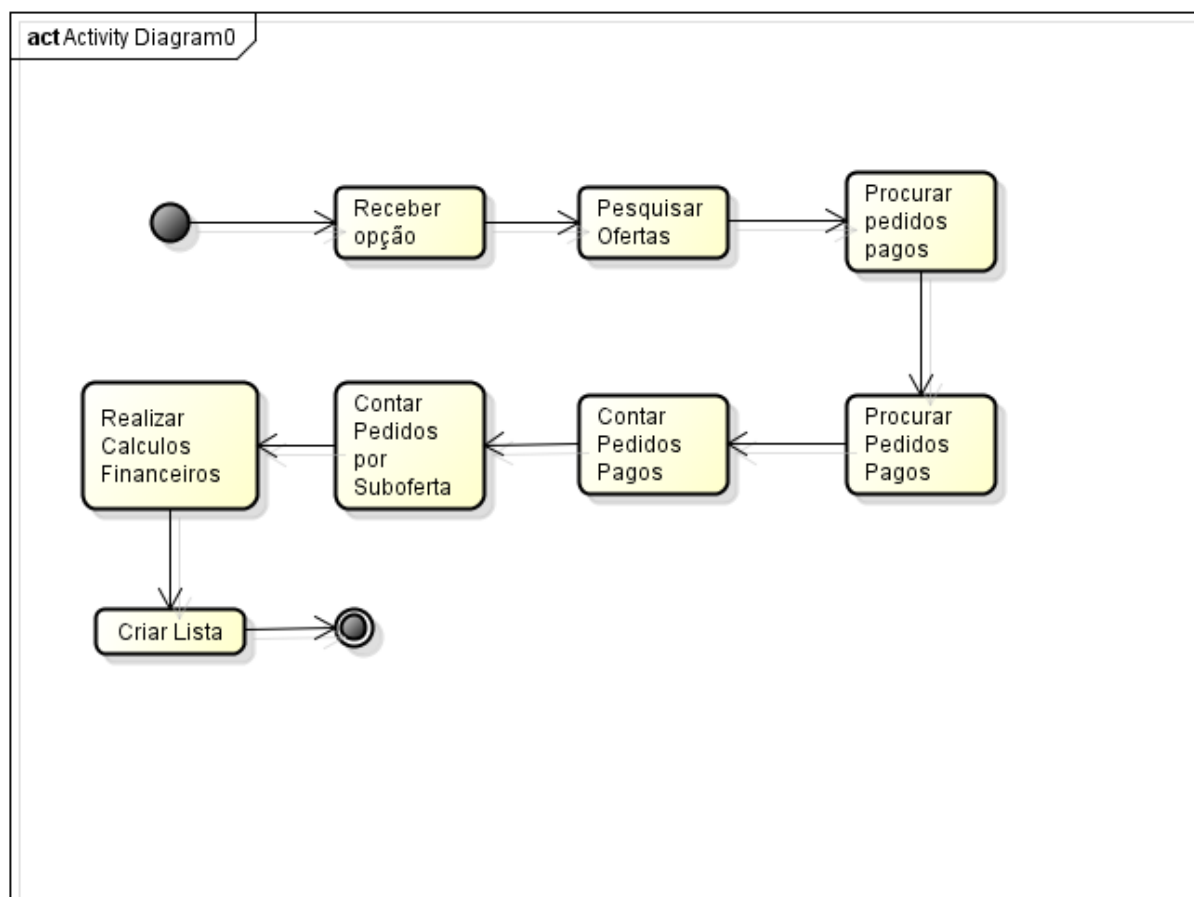 act Activity Diagram0
Receber
opção
Pesquisar
Ofertas
Procurar
pedidos
pagos
Procurar
Pedidos
Pagos
Contar
Pedidos
Pagos
Contar
Pedidos
por
Suboferta
Realizar
Calculos
Financeiros
Criar Lista